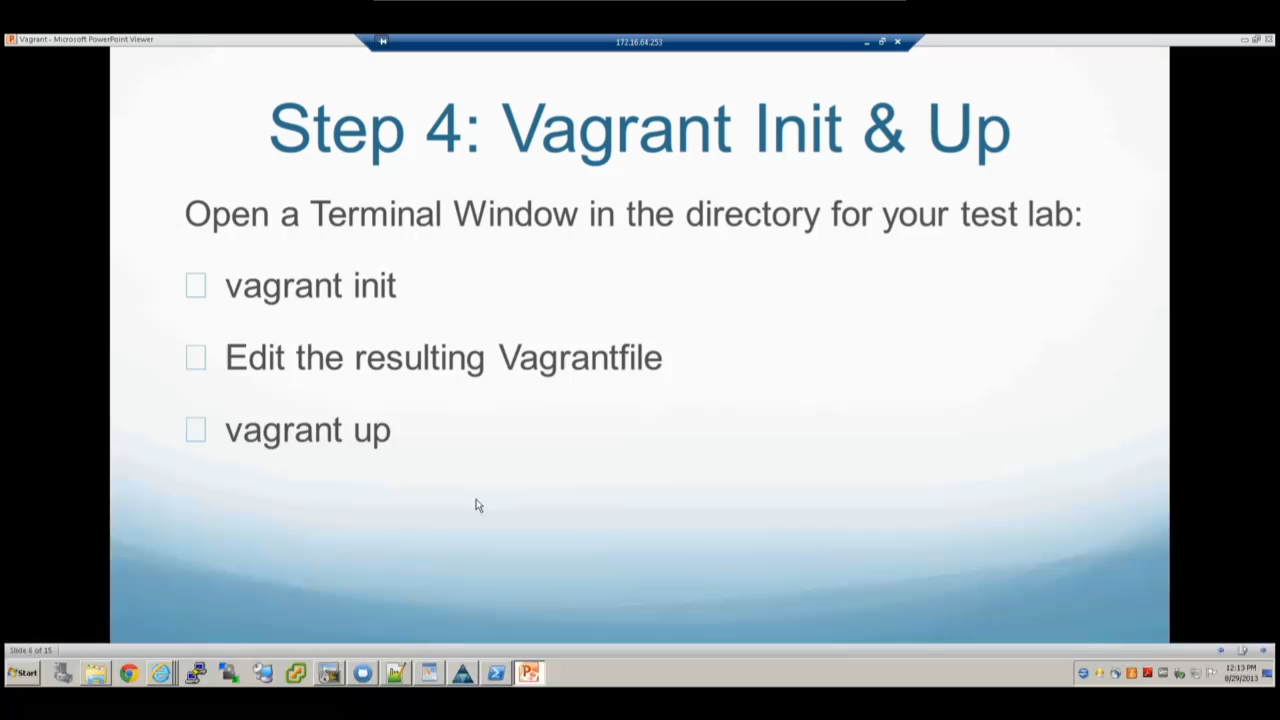 Vagrant - Microsoft PowerPoint Viewer
172.16.64.253
Step 4: Vagrant Init & Up
Open a Terminal Window in the directory for your test lab:
vagrant init
Edit the resulting Vagrantfile
vagrant up
Slide 6 of 15
Start
12:13 PM
8/29/2013